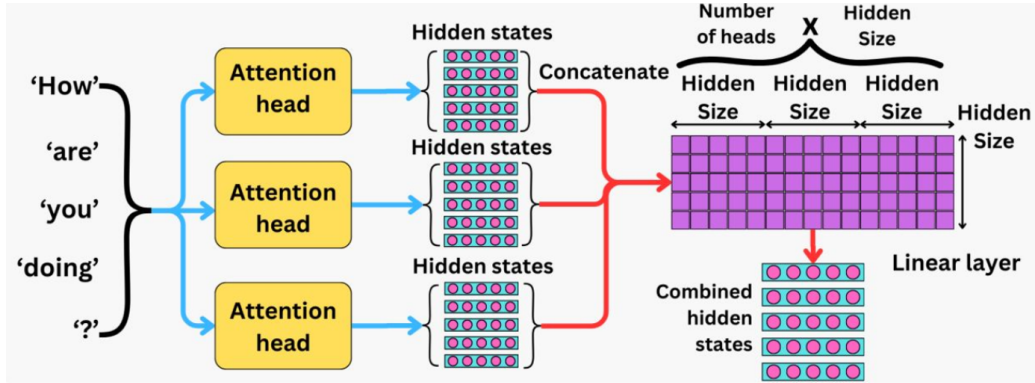 ‘How’
‘are’
‘you’
‘doing’
‘?’
Attention
head
Attention
head
Attention
head
Hidden states
Hidden states
Hidden states
Concatenate
Number
of heads
X
Hidden
Size
Hidden
Size
Hidden
Size
Hidden
Size
Hidden
Size
Linear layer
Combined
hidden
states